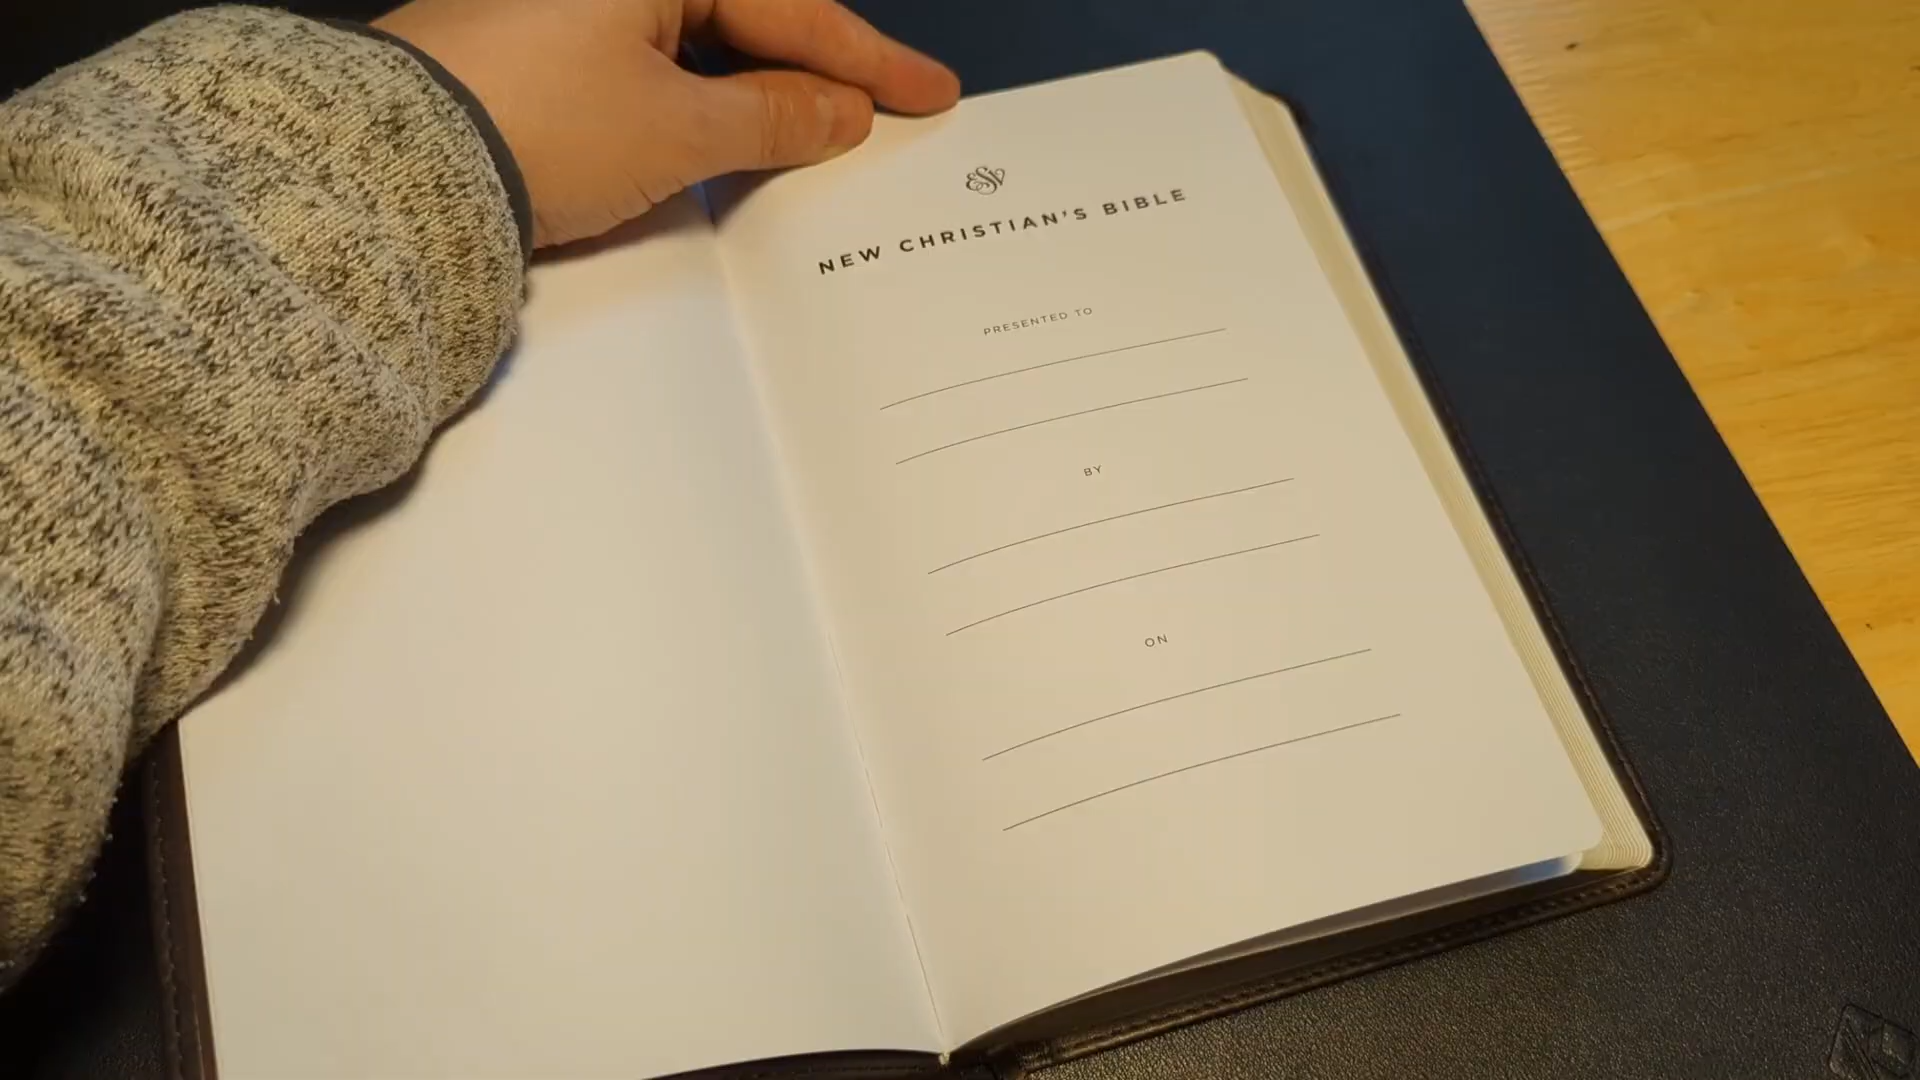 ESV
NEW CHRISTIAN'S BIBLE
PRESENTED TO
BY
ON